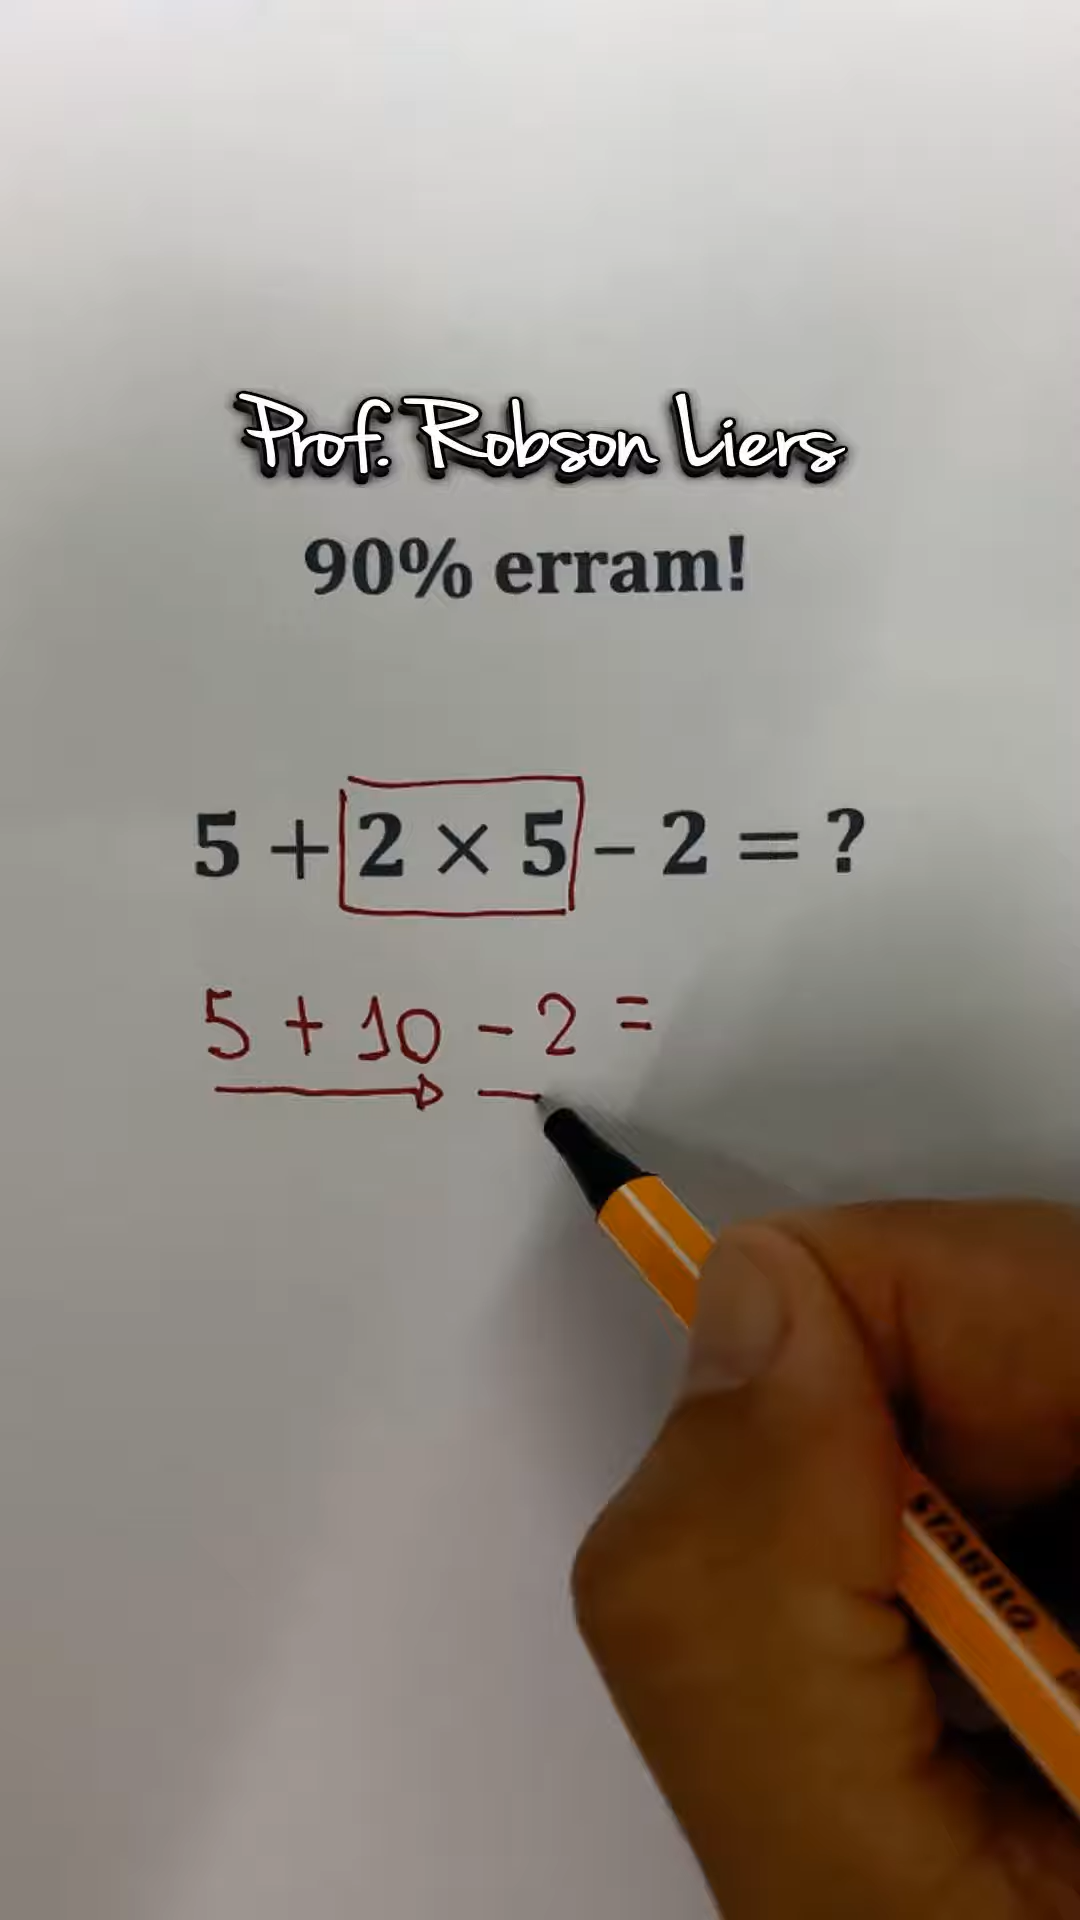 Prof. Robson Liers
90% erram!
5 + 2 × 5 – 2 = ?
5 + 10 - 2 =
STABILO